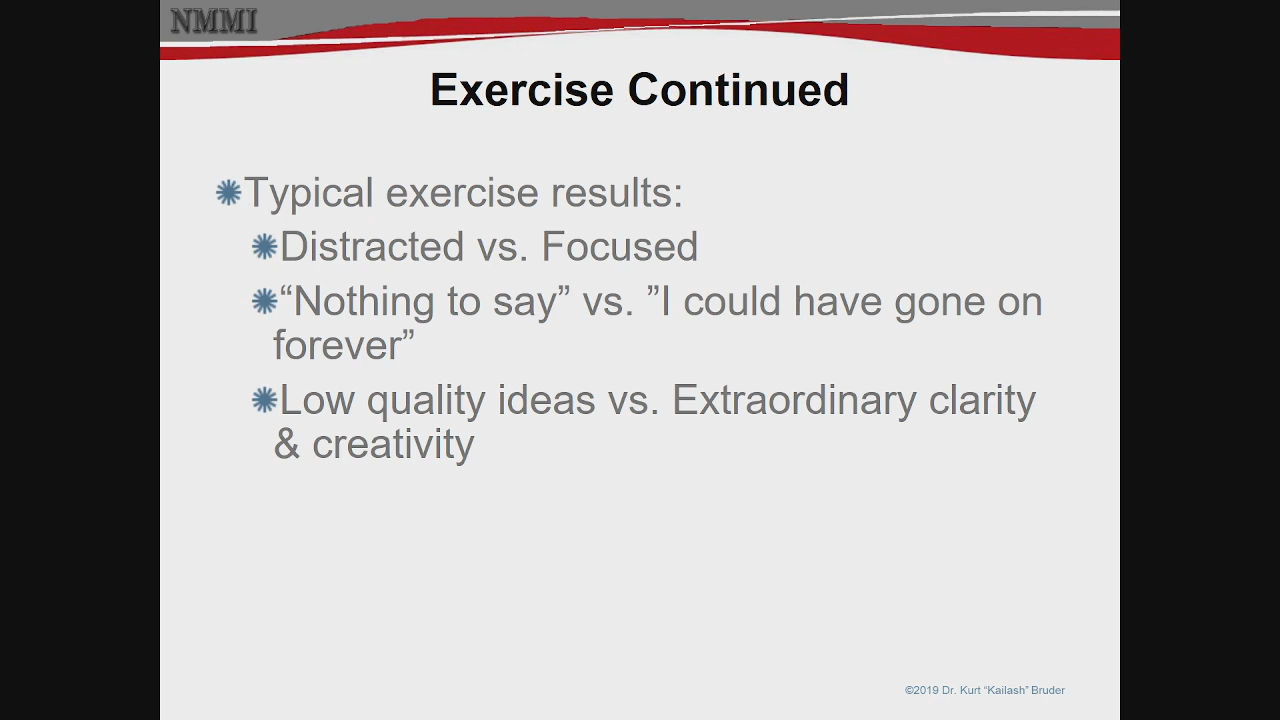 NMMI
Exercise Continued
Typical exercise results:
Distracted vs. Focused
“Nothing to say” vs. ”I could have gone on
forever”
Low quality ideas vs. Extraordinary clarity
& creativity
©2019 Dr. Kurt “Kailash” Bruder